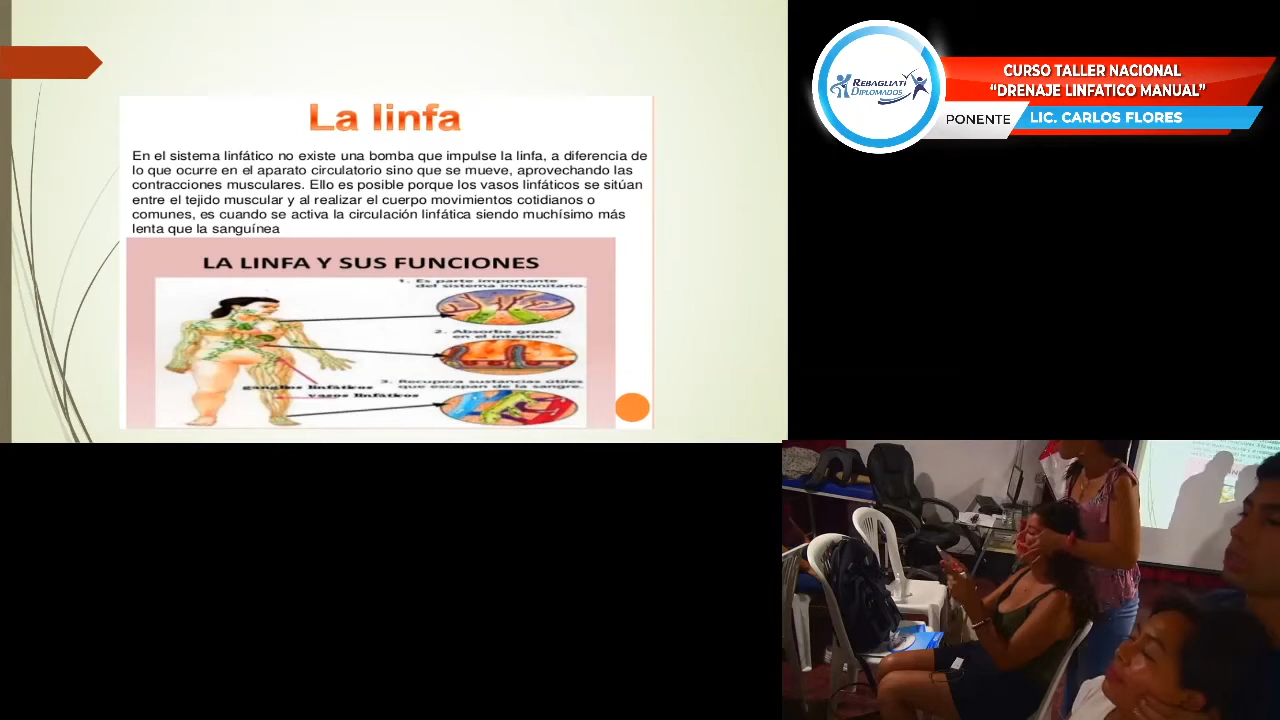 La linfa
En el sistema linfático no existe una bomba que impulse la linfa, a diferencia de
lo que ocurre en el aparato circulatorio sino que se mueve, aprovechando las
contracciones musculares. Ello es posible porque los vasos linfáticos se sitúan
entre el tejido muscular y al realizar el cuerpo movimientos cotidianos o
comunes, es cuando se activa la circulación linfática siendo muchísimo más
lenta que la sanguínea
LA LINFA Y SUS FUNCIONES
1. Es parte importante
del sistema inmunitario.
2. Absorbe grasas
en el intestino.
3. Recupera sustancias útiles
que escapan de la sangre.
ganglios linfáticos
vasos linfáticos
REBAGLIATI
DIPLOMADOS
CURSO TALLER NACIONAL
“DRENAJE LINFATICO MANUAL”
PONENTE
LIC. CARLOS FLORES